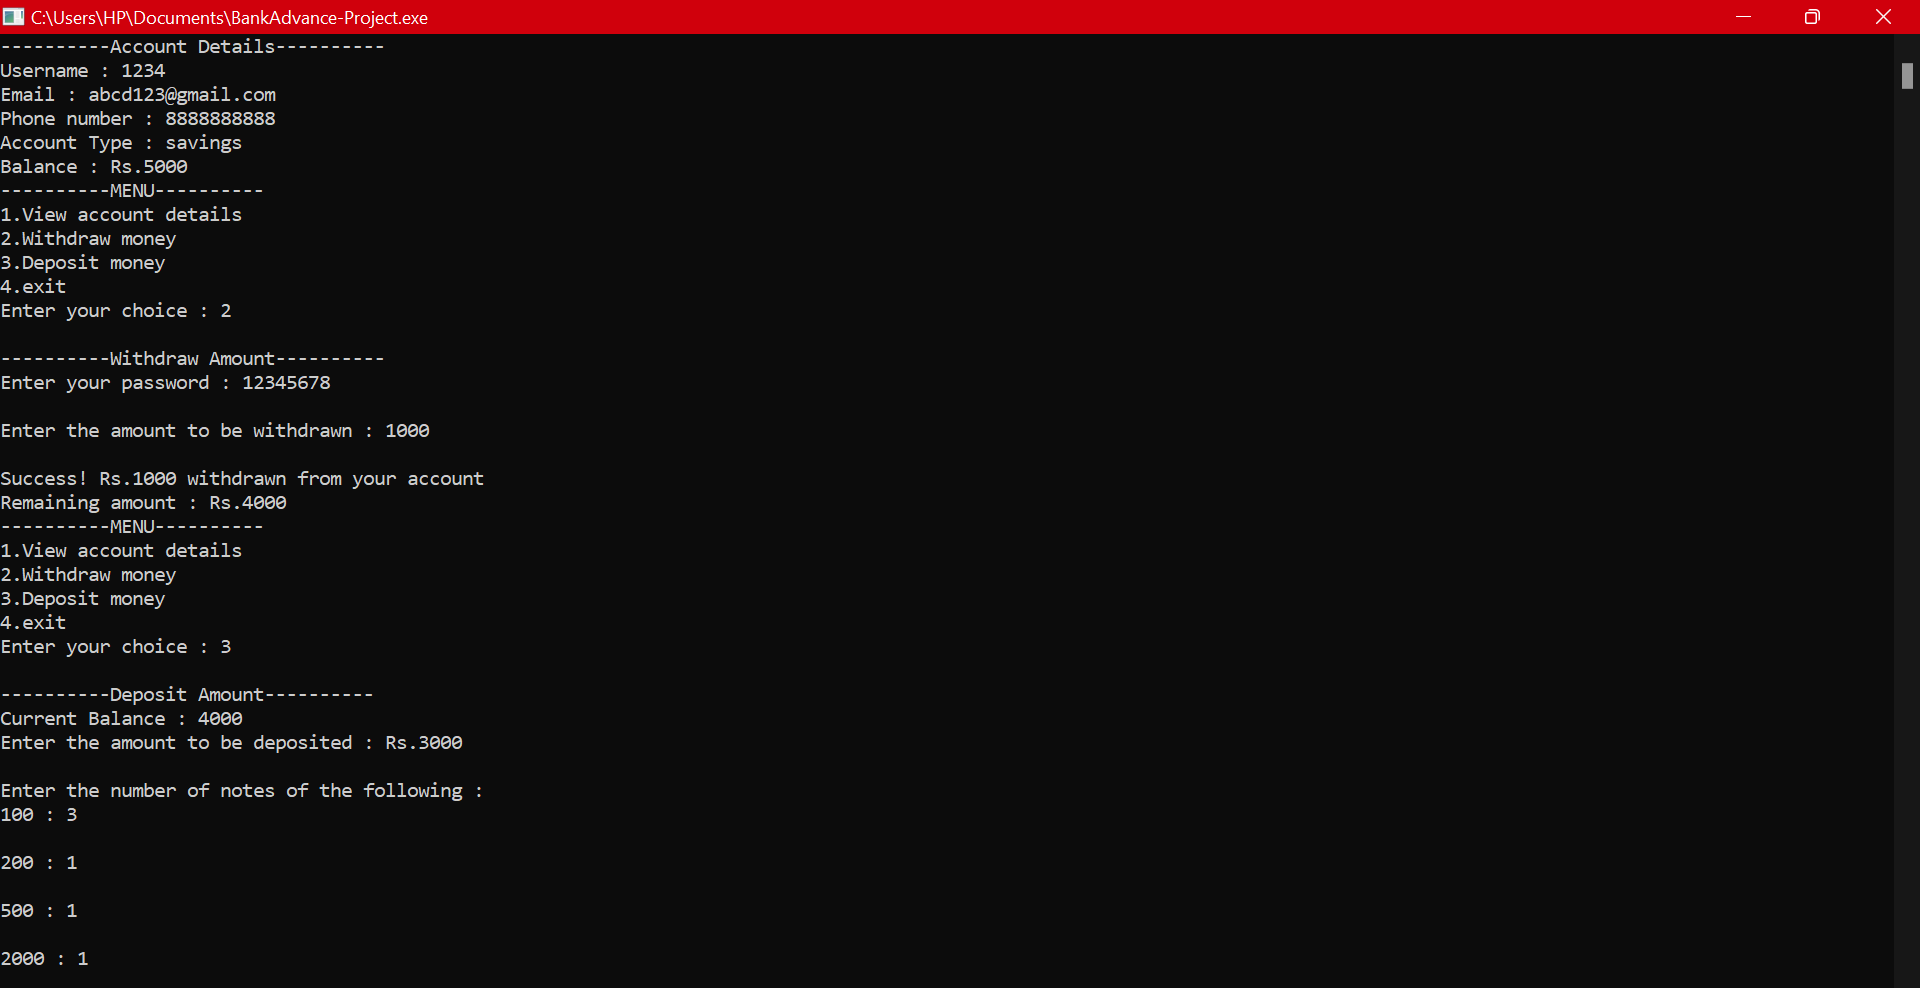 C:\Users\HP\Documents\BankAdvance-Project.exe
----------Account Details----------
Username : 1234
Email : abcd123@gmail.com
Phone number : 8888888888
Account Type : savings
Balance : Rs.5000
----------MENU----------
1.View account details
2.Withdraw money
3.Deposit money
4.exit
Enter your choice : 2
----------Withdraw Amount----------
Enter your password : 12345678
Enter the amount to be withdrawn : 1000
Success! Rs.1000 withdrawn from your account
Remaining amount : Rs.4000
----------MENU----------
1.View account details
2.Withdraw money
3.Deposit money
4.exit
Enter your choice : 3
----------Deposit Amount----------
Current Balance : 4000
Enter the amount to be deposited : Rs.3000
Enter the number of notes of the following :
100 : 3
200 : 1
500 : 1
2000 : 1